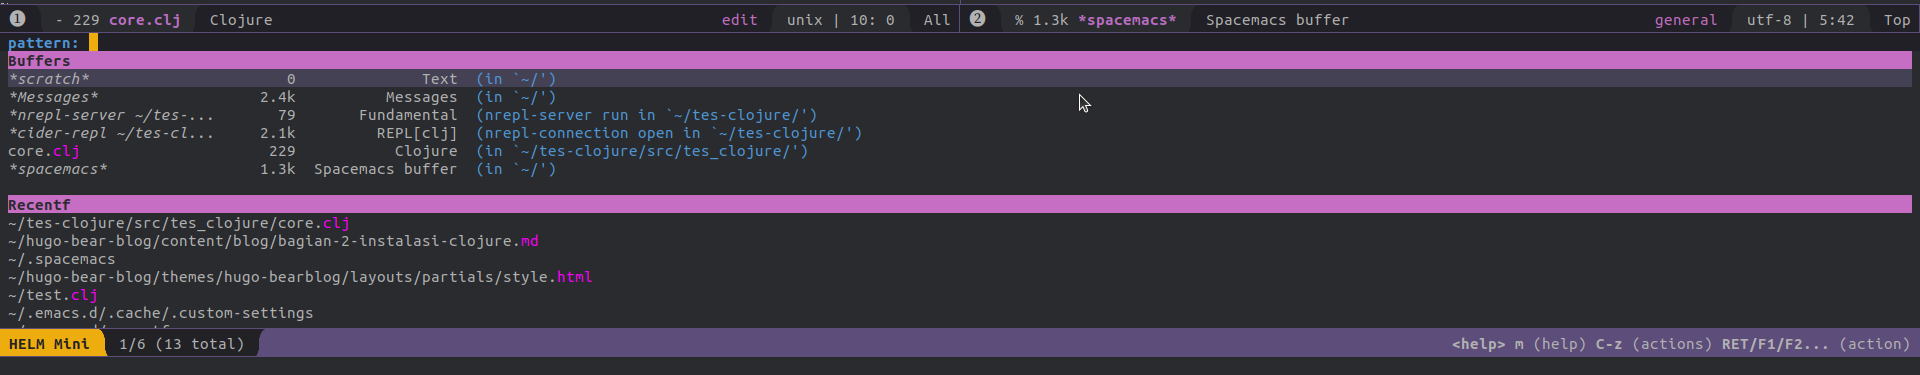 1 - 229 core.clj Clojure edit unix | 10: 0 All 2 % 1.3k *spacemacs* Spacemacs buffer general utf-8 | 5:42 Top
pattern:
Buffers
*scratch* 0 Text (in `~/')
*Messages* 2.4k Messages (in `~/')
*nrepl-server ~/tes-... 79 Fundamental (nrepl-server run in `~/tes-clojure/')
*cider-repl ~/tes-cl... 2.1k REPL[clj] (nrepl-connection open in `~/tes-clojure/')
core.clj 229 Clojure (in `~/tes-clojure/src/tes_clojure/')
*spacemacs* 1.3k Spacemacs buffer (in `~/')
Recentf
~/tes-clojure/src/tes_clojure/core.clj
~/hugo-bear-blog/content/blog/bagian-2-instalasi-clojure.md
~/.spacemacs
~/hugo-bear-blog/themes/hugo-bearblog/layouts/partials/style.html
~/test.clj
~/.emacs.d/.cache/.custom-settings
HELM Mini 1/6 (13 total) <help> m (help) C-z (actions) RET/F1/F2... (action)